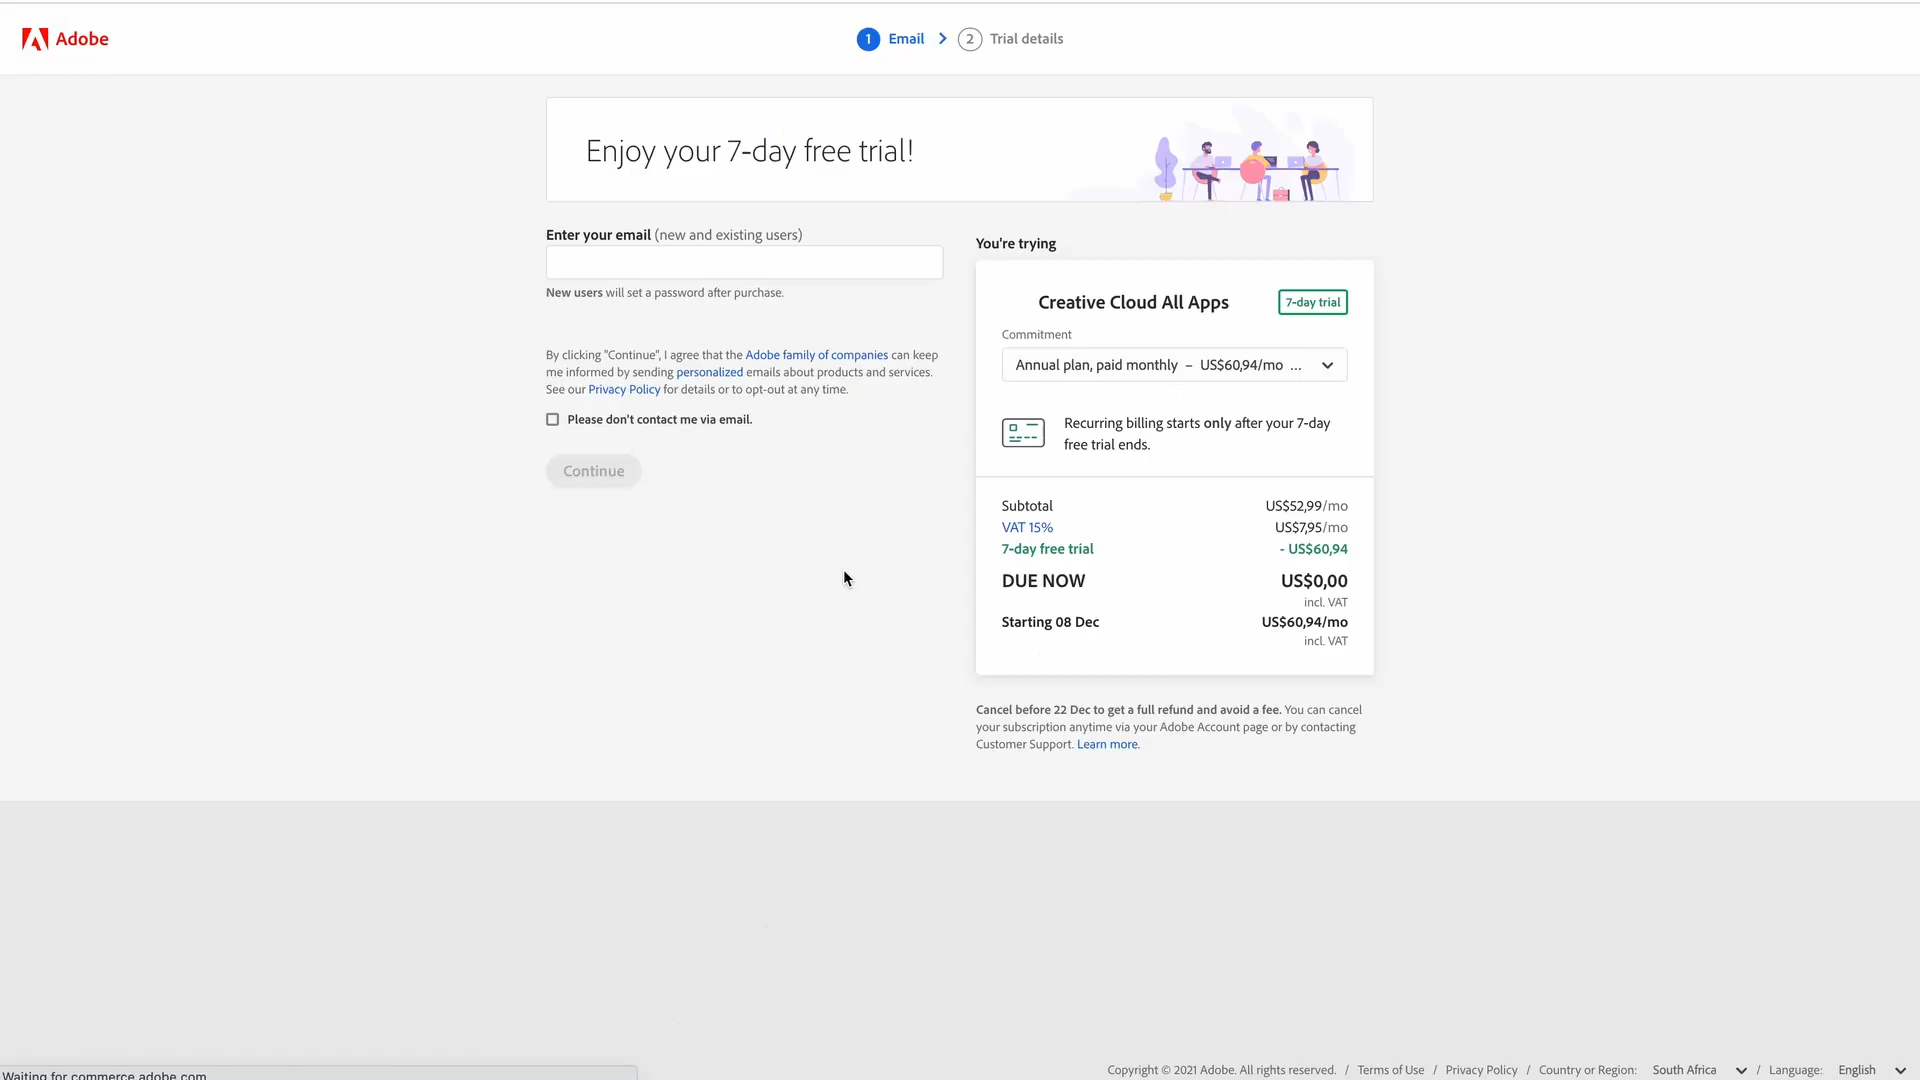 Adobe
1 Email 2 Trial details
Enjoy your 7-day free trial!
Enter your email (new and existing users)
New users will set a password after purchase.
By clicking "Continue", I agree that the Adobe family of companies can keep
me informed by sending personalized emails about products and services.
See our Privacy Policy for details or to opt-out at any time.
Please don't contact me via email.
Continue
You're trying
Creative Cloud All Apps 7-day trial
Commitment
Annual plan, paid monthly – US$60,94/mo ...
Recurring billing starts only after your 7-day
free trial ends.
Subtotal US$52,99/mo
VAT 15% US$7,95/mo
7-day free trial - US$60,94
DUE NOW US$0,00
incl. VAT
Starting 08 Dec US$60,94/mo
incl. VAT
Cancel before 22 Dec to get a full refund and avoid a fee. You can cancel
your subscription anytime via your Adobe Account page or by contacting
Customer Support. Learn more.
Waiting for commerce.adobe.com
Copyright © 2021 Adobe. All rights reserved. / Terms of Use / Privacy Policy / Country or Region: South Africa / Language: English